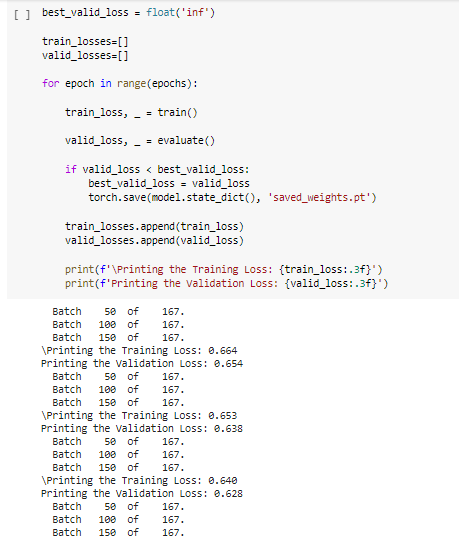 [ ] best_valid_loss = float('inf')
train_losses=[]
valid_losses=[]
for epoch in range(epochs):
train_loss, _ = train()
valid_loss, _ = evaluate()
if valid_loss < best_valid_loss:
best_valid_loss = valid_loss
torch.save(model.state_dict(), 'saved_weights.pt')
train_losses.append(train_loss)
valid_losses.append(valid_loss)
print(f'\Printing the Training Loss: {train_loss:.3f}')
print(f'Printing the Validation Loss: {valid_loss:.3f}')
Batch 50 of 167.
Batch 100 of 167.
Batch 150 of 167.
\Printing the Training Loss: 0.664
Printing the Validation Loss: 0.654
Batch 50 of 167.
Batch 100 of 167.
Batch 150 of 167.
\Printing the Training Loss: 0.653
Printing the Validation Loss: 0.638
Batch 50 of 167.
Batch 100 of 167.
Batch 150 of 167.
\Printing the Training Loss: 0.640
Printing the Validation Loss: 0.628
Batch 50 of 167.
Batch 100 of 167.
Batch 150 of 167.